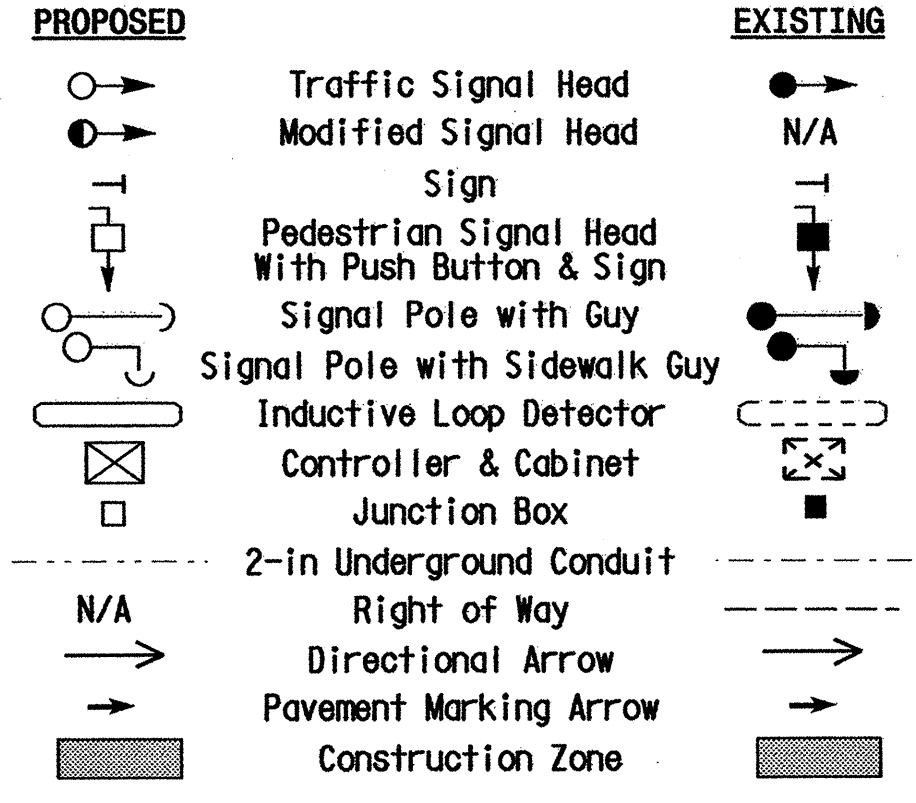 PROPOSED EXISTING
Traffic Signal Head
Modified Signal Head N/A
Sign
Pedestrian Signal Head
With Push Button & Sign
Signal Pole with Guy
Signal Pole with Sidewalk Guy
Inductive Loop Detector
Controller & Cabinet
Junction Box
2-in Underground Conduit
N/A Right of Way
Directional Arrow
Pavement Marking Arrow
Construction Zone